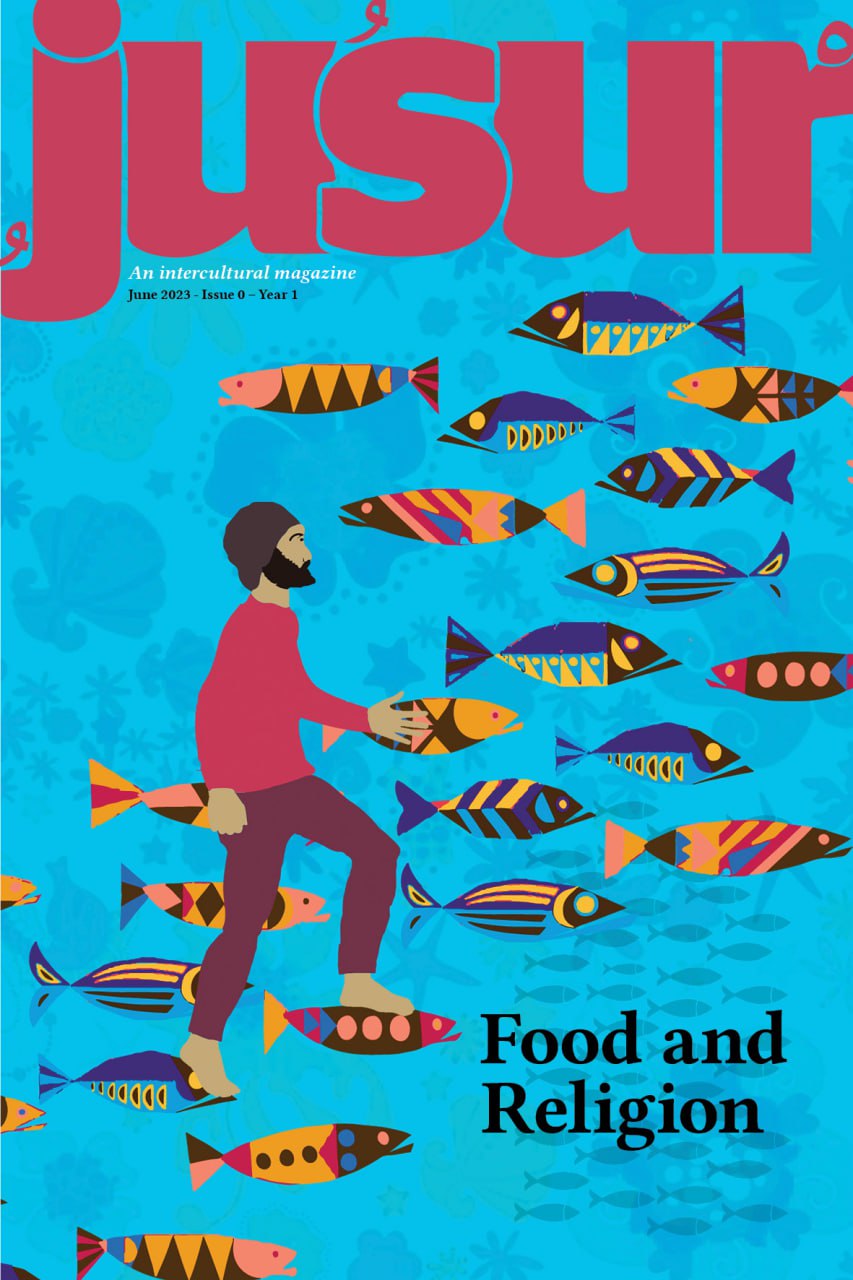 jusur
An intercultural magazine
June 2023 - Issue 0 – Year 1
Food and
Religion